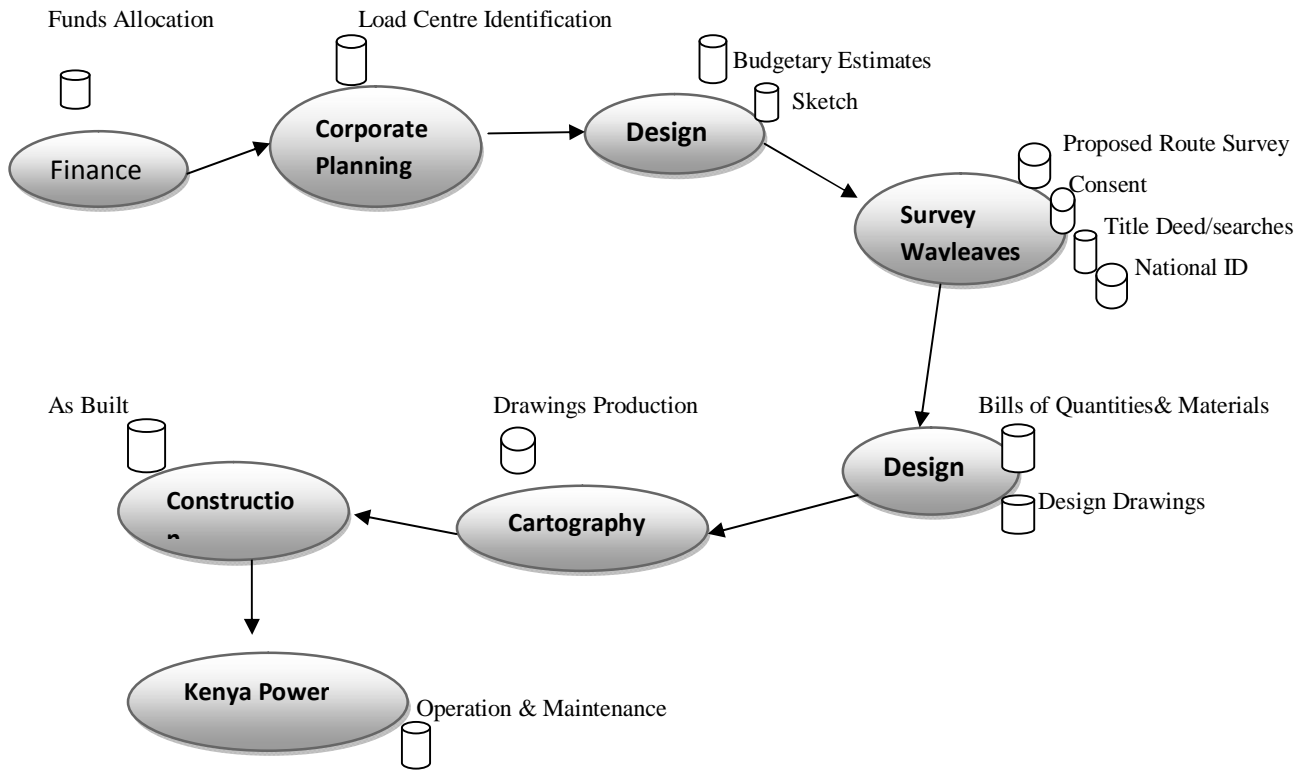 Funds Allocation
Load Centre Identification
Budgetary Estimates
Sketch
Finance
Corporate
Planning
Design
Proposed Route Survey
Consent
Title Deed/searches
National ID
Survey
Wayleaves
As Built
Drawings Production
Bills of Quantities& Materials
Design
Design Drawings
Cartography
Constructio
n
Kenya Power
Operation & Maintenance